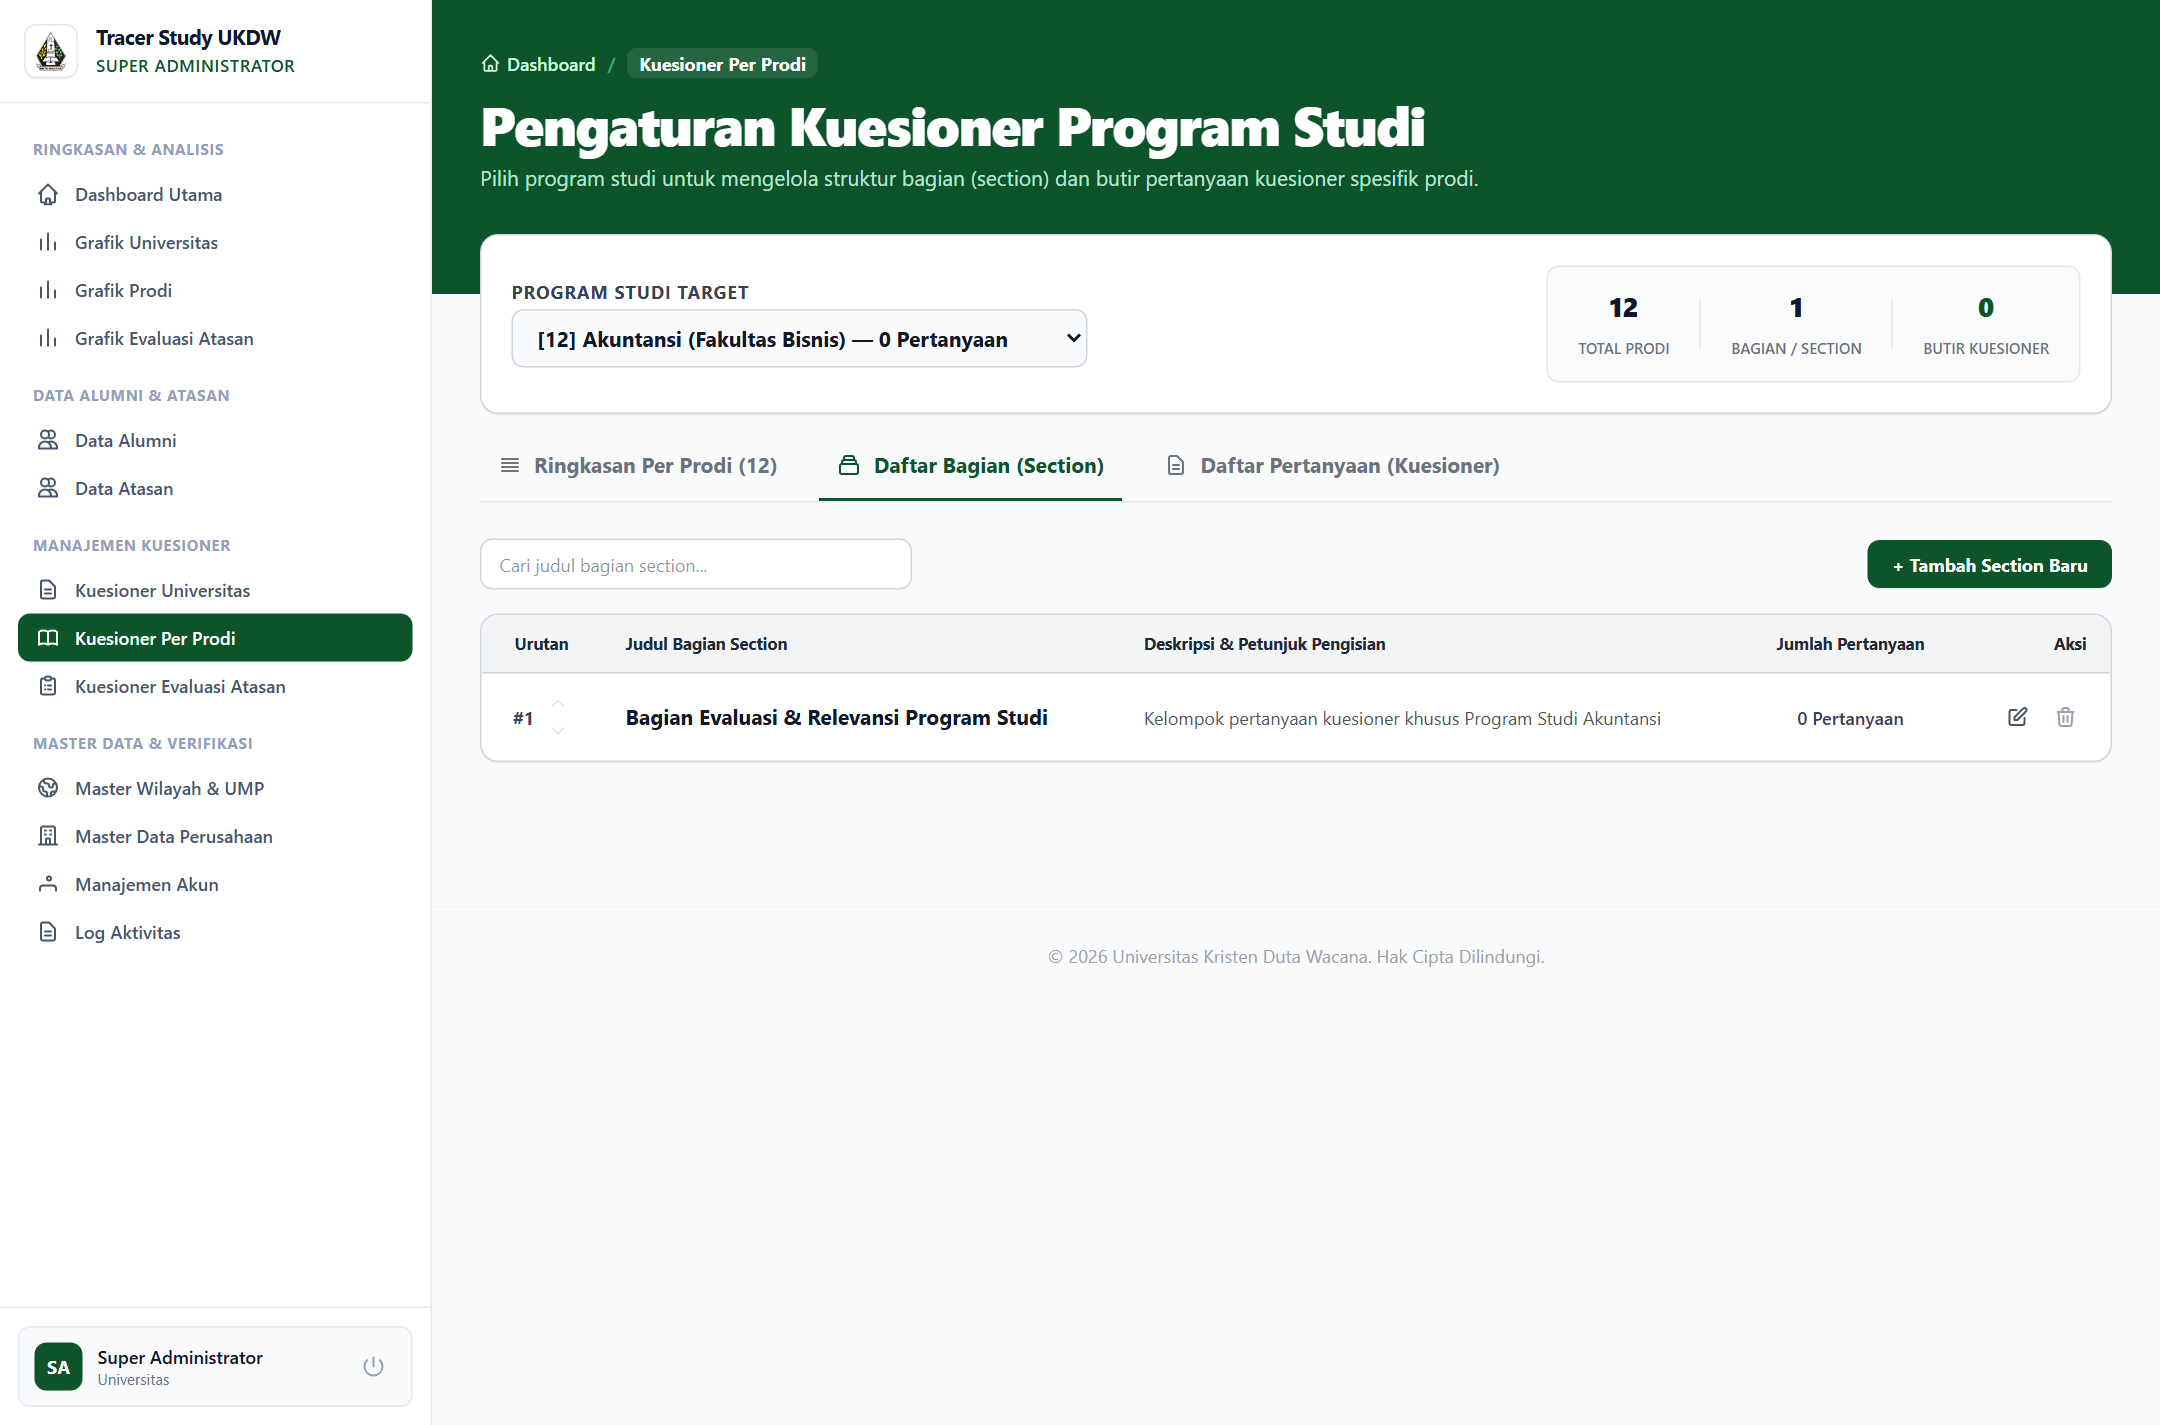 Tracer Study UKDW
SUPER ADMINISTRATOR
RINGKASAN & ANALISIS
Dashboard Utama
Grafik Universitas
Grafik Prodi
Grafik Evaluasi Atasan
DATA ALUMNI & ATASAN
Data Alumni
Data Atasan
MANAJEMEN KUESIONER
Kuesioner Universitas
Kuesioner Per Prodi
Kuesioner Evaluasi Atasan
MASTER DATA & VERIFIKASI
Master Wilayah & UMP
Master Data Perusahaan
Manajemen Akun
Log Aktivitas
SA
Super Administrator
Universitas
Dashboard / Kuesioner Per Prodi
Pengaturan Kuesioner Program Studi
Pilih program studi untuk mengelola struktur bagian (section) dan butir pertanyaan kuesioner spesifik prodi.
PROGRAM STUDI TARGET
[12] Akuntansi (Fakultas Bisnis) — 0 Pertanyaan
12 1 0
TOTAL PRODI BAGIAN / SECTION BUTIR KUESIONER
Ringkasan Per Prodi (12) Daftar Bagian (Section) Daftar Pertanyaan (Kuesioner)
Cari judul bagian section...
+ Tambah Section Baru
Urutan Judul Bagian Section Deskripsi & Petunjuk Pengisian Jumlah Pertanyaan Aksi
#1 Bagian Evaluasi & Relevansi Program Studi Kelompok pertanyaan kuesioner khusus Program Studi Akuntansi 0 Pertanyaan
© 2026 Universitas Kristen Duta Wacana. Hak Cipta Dilindungi.